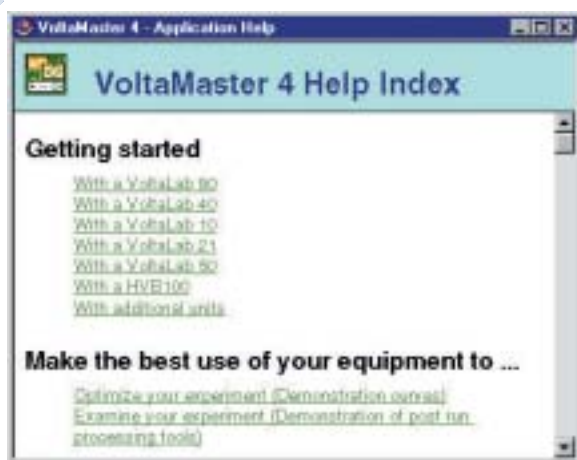 VoltaMaster 4 - Application Help
VoltaMaster 4 Help Index
Getting started
With a VoltaLab 80
With a VoltaLab 40
With a VoltaLab 10
With a VoltaLab 21
With a VoltaLab 50
With a HVB100
With additional units
Make the best use of your equipment to ...
Optimize your experiment (Demonstration curves)
Examine your experiment (Demonstration of post run
processing tools)